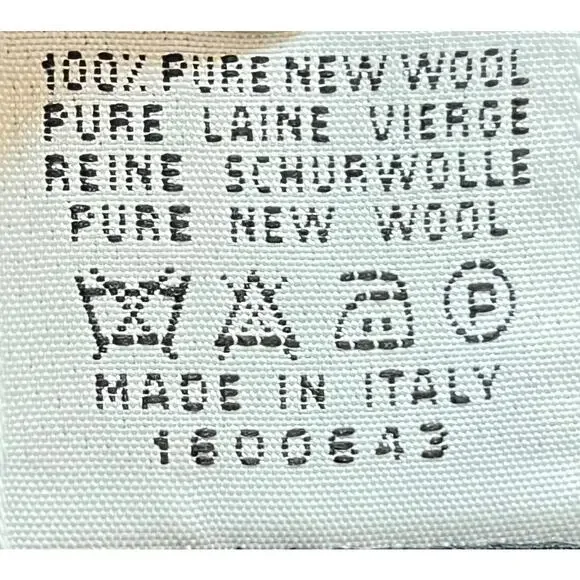 100% PURE NEW WOOL
PURE LAINE VIERGE
REINE SCHURWOLLE
PURE NEW WOOL
P
MADE IN ITALY
1600643